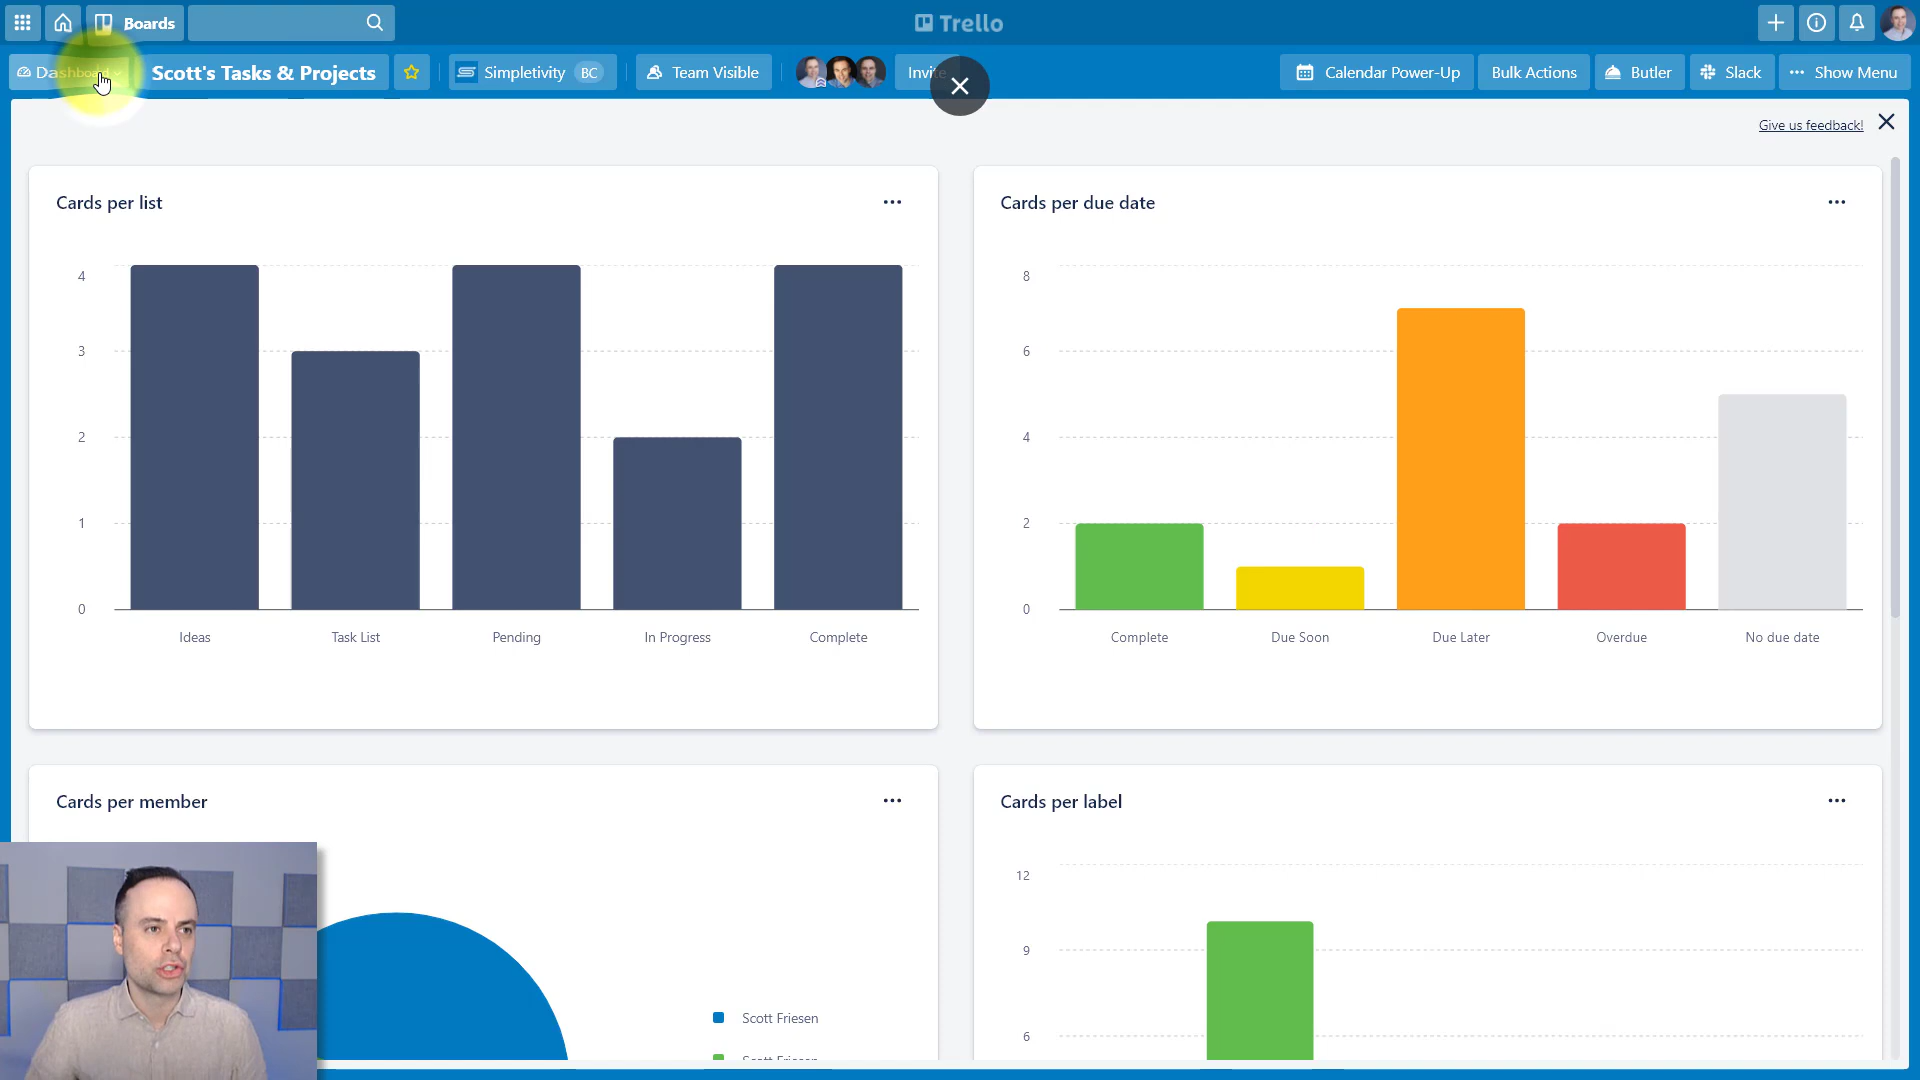 Boards
Trello
Dashboard
Scott's Tasks & Projects
Simpletivity BC
Team Visible
Invite
Calendar Power-Up
Bulk Actions
Butler
Slack
Show Menu
Give us feedback!
Cards per list
4
3
2
1
0
Ideas
Task List
Pending
In Progress
Complete
Cards per due date
8
6
4
2
0
Complete
Due Soon
Due Later
Overdue
No due date
Cards per member
Scott Friesen
Scott Friesen
Cards per label
12
9
6